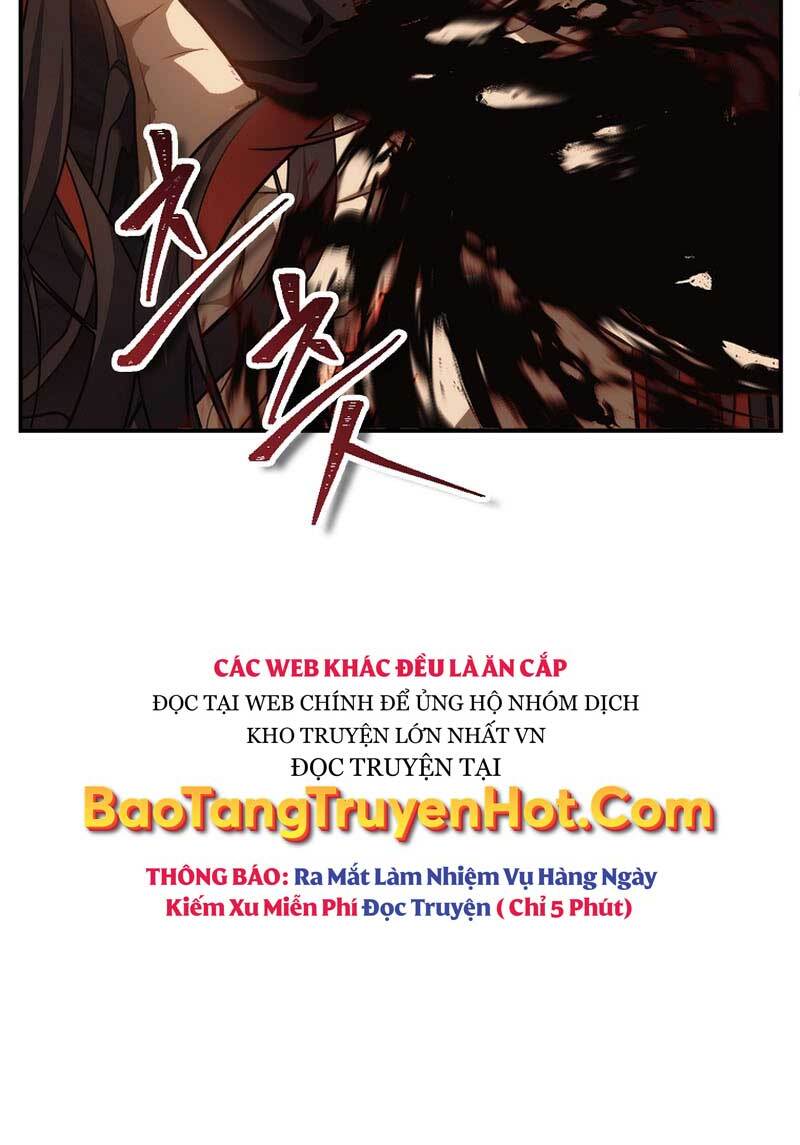 CÁC WEB KHÁC ĐỀU LÀ ĂN CẮP
ĐỌC TẠI WEB CHÍNH ĐỂ ỦNG HỘ NHÓM DỊCH
KHO TRUYỆN LỚN NHẤT VN
ĐỌC TRUYỆN TẠI
BaoTangTruyenHot.Com
THÔNG BÁO: Ra Mắt Làm Nhiệm Vụ Hàng Ngày
Kiếm Xu Miễn Phí Đọc Truyện ( Chỉ 5 Phút)